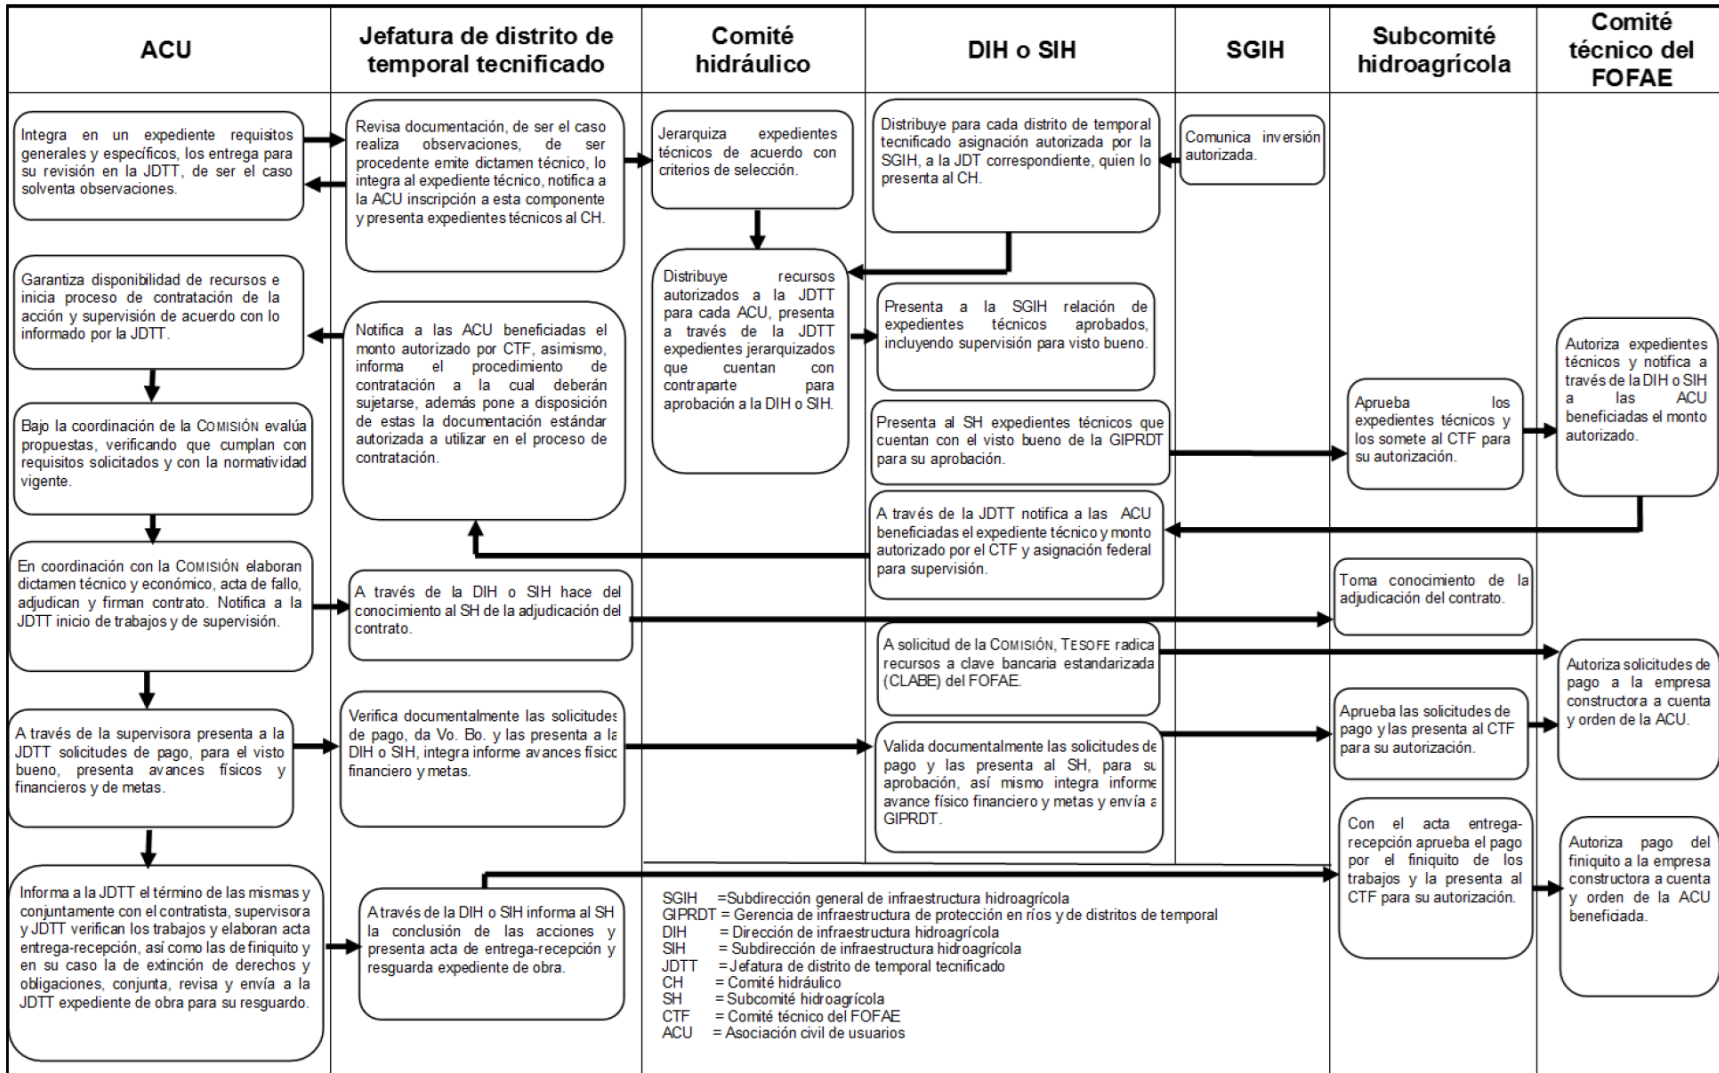 ACU
Jefatura de distrito de
temporal tecnificado
Comité
hidráulico
DIH o SIH
SGIH
Subcomité
hidroagrícola
Comité
técnico del
FOFAE
Integra en un expediente requisitos
generales y específicos, los entrega para
su revisión en la JDTT, de ser el caso
solventa observaciones.
Revisa documentación, de ser el caso
realiza observaciones, de ser
procedente emite dictamen técnico, lo
integra al expediente técnico, notifica a
la ACU inscripción a esta componente
y presenta expedientes técnicos al CH.
Jerarquiza expedientes
técnicos de acuerdo con
criterios de selección.
Distribuye para cada distrito de temporal
tecnificado asignación autorizada por la
SGIH, a la JDT correspondiente, quien lo
presenta al CH.
Comunica inversión
autorizada.
Garantiza disponibilidad de recursos e
inicia proceso de contratación de la
acción y supervisión de acuerdo con lo
informado por la JDTT.
Notifica a las ACU beneficiadas el
monto autorizado por CTF, asimismo,
informa el procedimiento de
contratación a la cual deberán
sujetarse, además pone a disposición
de estas la documentación estándar
autorizada a utilizar en el proceso de
contratación.
Distribuye recursos
autorizados a la JDTT
para cada ACU, presenta
a través de la JDTT
expedientes jerarquizados
que cuentan con
contraparte para
aprobación a la DIH o SIH.
Presenta a la SGIH relación de
expedientes técnicos aprobados,
incluyendo supervisión para visto bueno.
Presenta al SH expedientes técnicos que
cuentan con el visto bueno de la GIPRDT
para su aprobación.
Aprueba los
expedientes técnicos y
los somete al CTF para
su autorización.
Autoriza expedientes
técnicos y notifica a
través de la DIH o SIH
a las ACU
beneficiadas el monto
autorizado.
Bajo la coordinación de la COMISIÓN evalúa
propuestas, verificando que cumplan con
requisitos solicitados y con la normatividad
vigente.
A través de la JDTT notifica a las ACU
beneficiadas el expediente técnico y monto
autorizado por el CTF y asignación federal
para supervisión.
En coordinación con la COMISIÓN elaboran
dictamen técnico y económico, acta de fallo,
adjudican y firman contrato. Notifica a la
JDTT inicio de trabajos y de supervisión.
A través de la DIH o SIH hace del
conocimiento al SH de la adjudicación del
contrato.
Toma conocimiento de la
adjudicación del contrato.
A solicitud de la COMISIÓN, TESOFE radica
recursos a clave bancaria estandarizada
(CLABE) del FOFAE.
Autoriza solicitudes de
pago a la empresa
constructora a cuenta
y orden de la ACU.
A través de la supervisora presenta a la
JDTT solicitudes de pago, para el visto
bueno, presenta avances físicos y
financieros y de metas.
Verifica documentalmente las solicitudes
de pago, da Vo. Bo. y las presenta a la
DIH o SIH, integra informe avances físico
financiero y metas.
Valida documentalmente las solicitudes de
pago y las presenta al SH, para su
aprobación, así mismo integra informe
avance físico financiero y metas y envía a
GIPRDT.
Aprueba las solicitudes de
pago y las presenta al CTF
para su autorización.
Con el acta entrega-
recepción aprueba el pago
por el finiquito de los
trabajos y la presenta al
CTF para su autorización.
Autoriza pago del
finiquito a la empresa
constructora a cuenta
y orden de la ACU
beneficiada.
Informa a la JDTT el término de las mismas y
conjuntamente con el contratista, supervisora
y JDTT verifican los trabajos y elaboran acta
entrega-recepción, así como las de finiquito y
en su caso la de extinción de derechos y
obligaciones, conjunta, revisa y envía a la
JDTT expediente de obra para su resguardo.
A través de la DIH o SIH informa al SH
la conclusión de las acciones y
presenta acta de entrega-recepción y
resguarda expediente de obra.
SGIH =Subdirección general de infraestructura hidroagrícola
GIPRDT = Gerencia de infraestructura de protección en ríos y de distritos de temporal
DIH = Dirección de infraestructura hidroagrícola
SIH = Subdirección de infraestructura hidroagrícola
JDTT = Jefatura de distrito de temporal tecnificado
CH = Comité hidráulico
SH = Subcomité hidroagrícola
CTF = Comité técnico del FOFAE
ACU = Asociación civil de usuarios